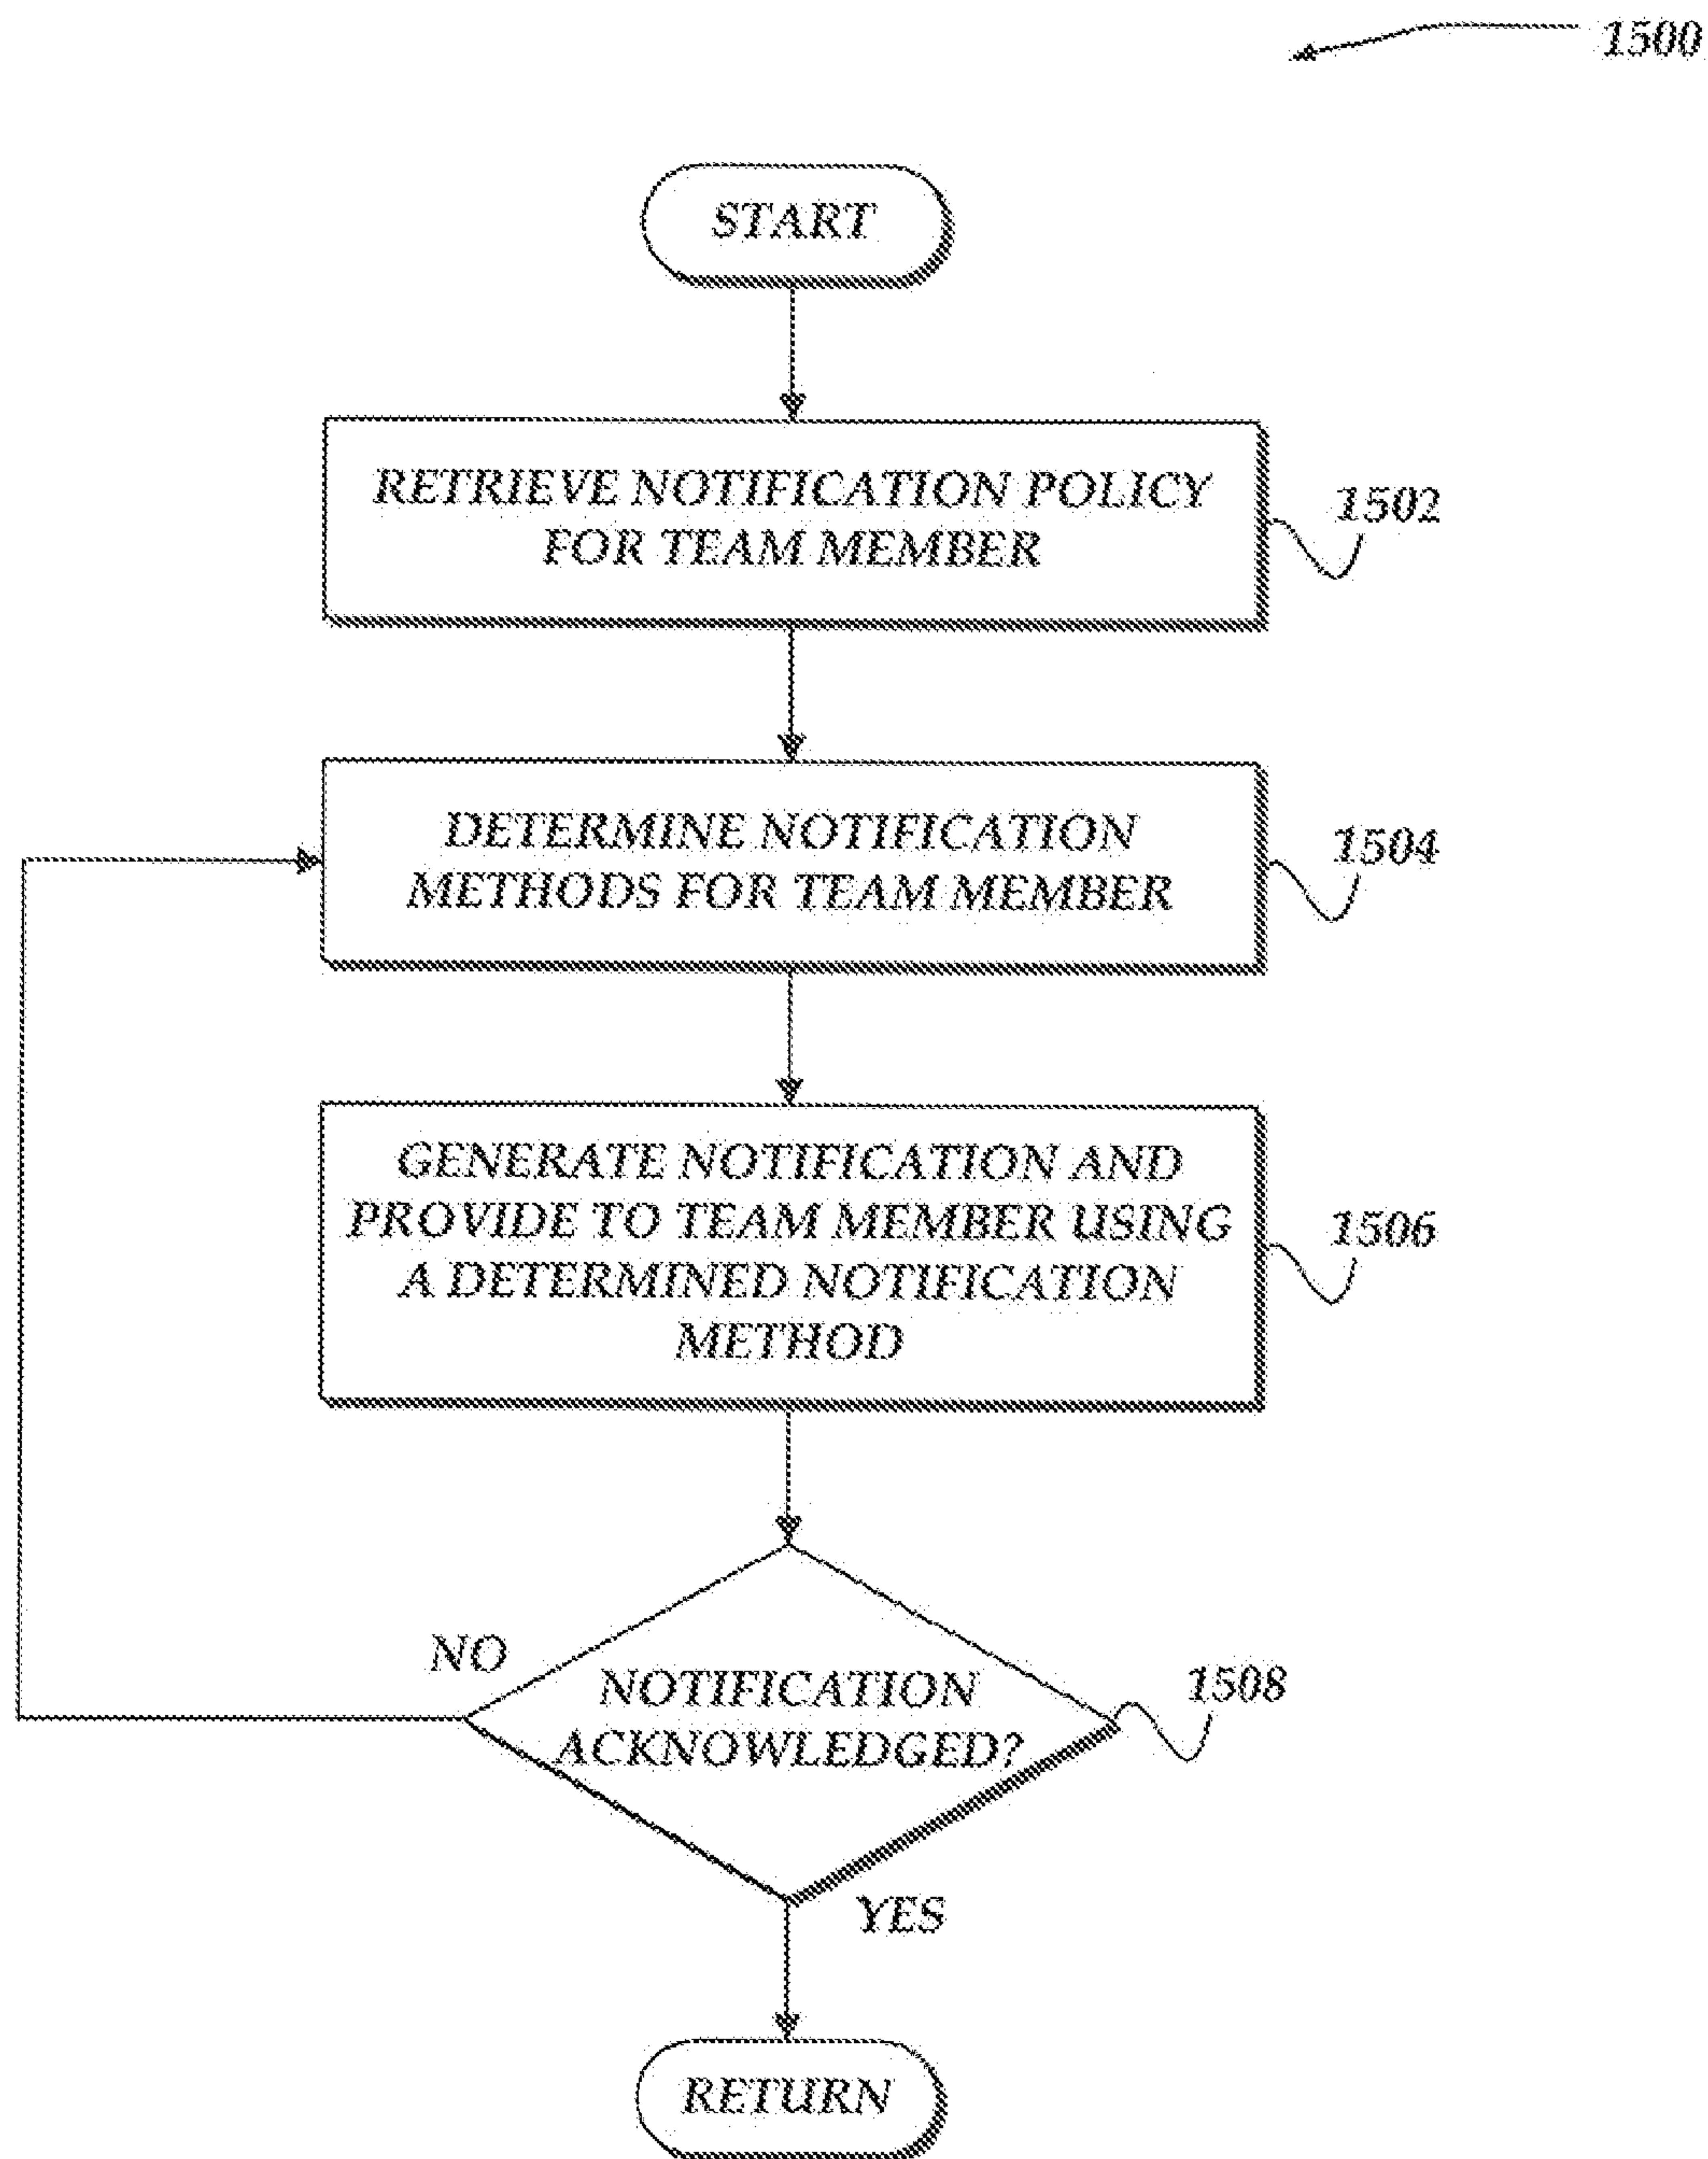 1500
START
RETRIEVE NOTIFICATION POLICY
FOR TEAM MEMBER
1502
DETERMINE NOTIFICATION
METHODS FOR TEAM MEMBER
1504
GENERATE NOTIFICATION AND
PROVIDE TO TEAM MEMBER USING
A DETERMINED NOTIFICATION
METHOD
1506
NO
NOTIFICATION
ACKNOWLEDGED?
1508
YES
RETURN